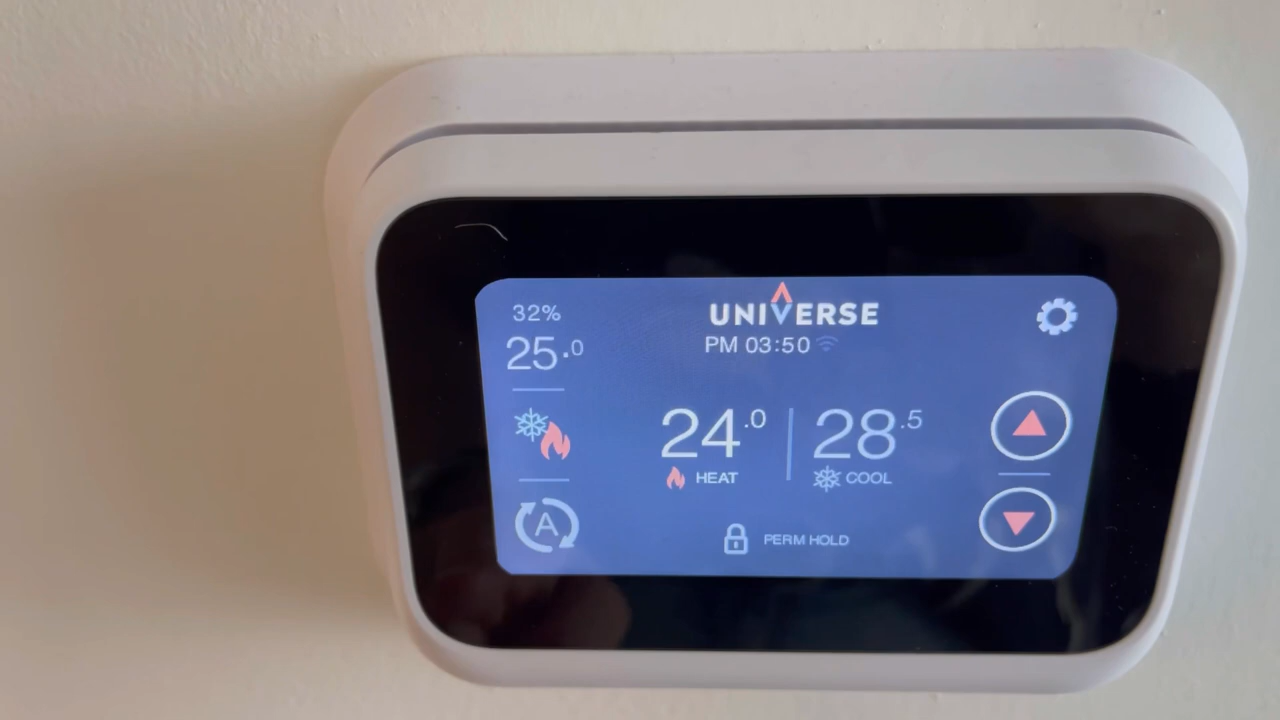 32%
25.0
UNIVERSE
PM 03:50
24.0
HEAT
28.5
COOL
A
PERM HOLD